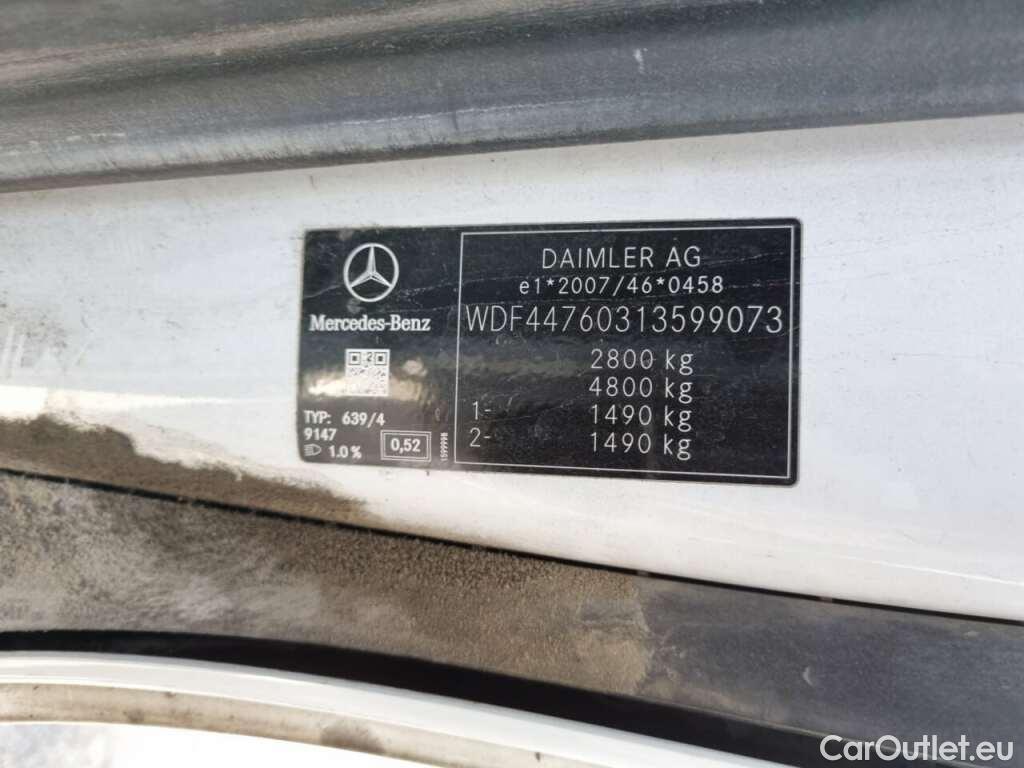 Mercedes-Benz
TYP: 639/4
9147
1.0 %
0,52
DAIMLER AG
e1*2007/46*0458
WDF44760313599073
2800 kg
4800 kg
1- 1490 kg
2- 1490 kg
CarOutlet.eu